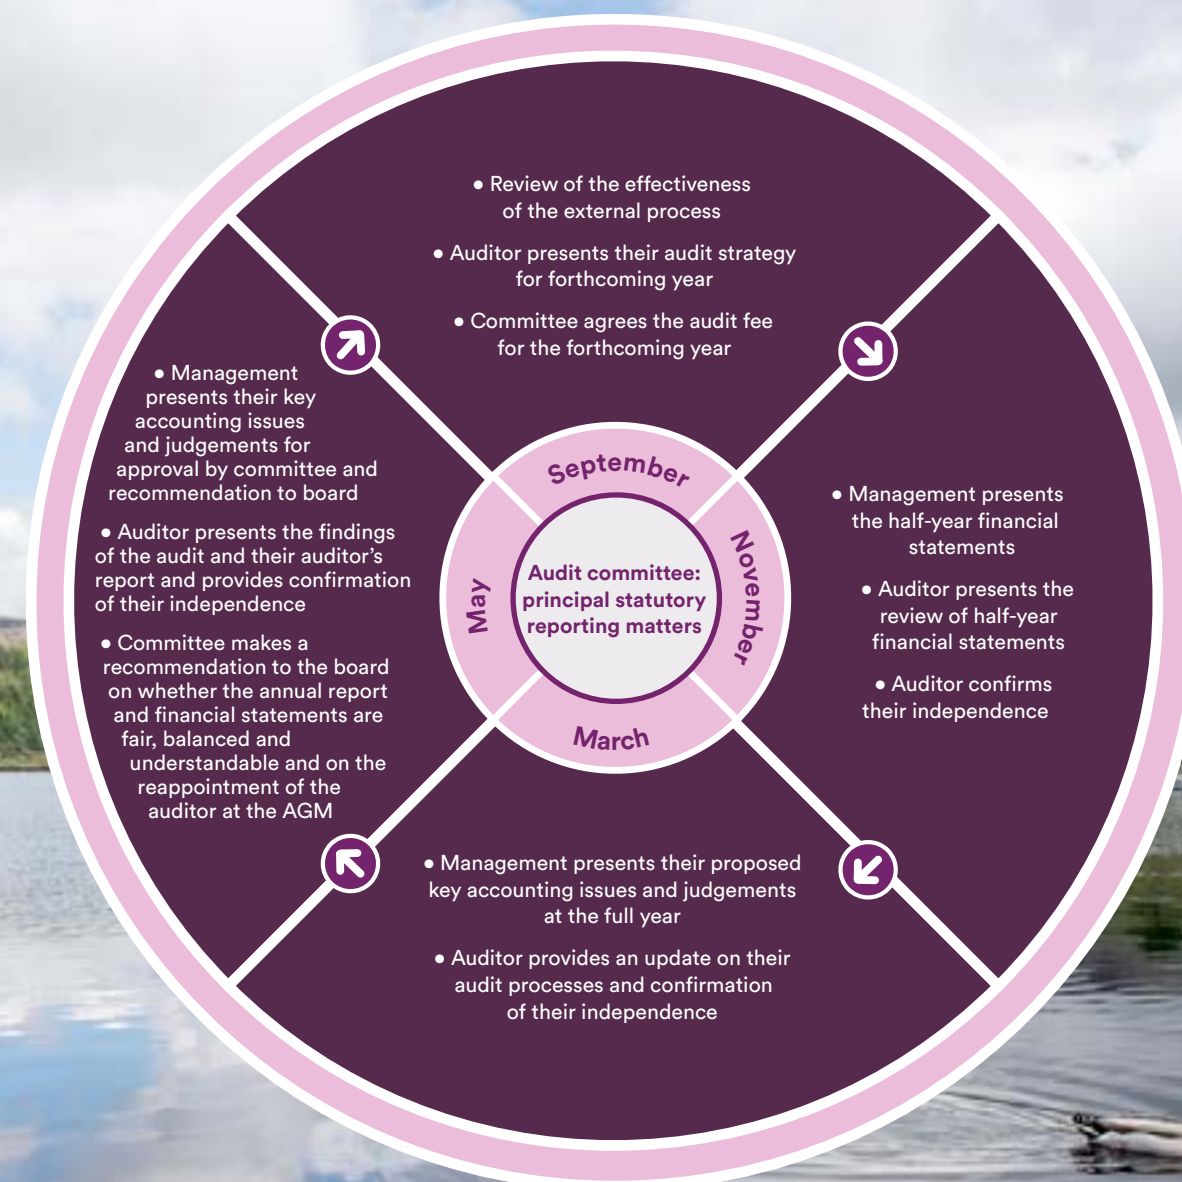 • Review of the effectiveness
of the external process
• Auditor presents their audit strategy
for forthcoming year
• Committee agrees the audit fee
for the forthcoming year
• Management presents
the half-year financial
statements
• Auditor presents the
review of half-year
financial statements
• Auditor confirms
their independence
• Management presents their proposed
key accounting issues and judgements
at the full year
• Auditor provides an update on their
audit processes and confirmation
of their independence
• Management
presents their key
accounting issues
and judgements for
approval by committee and
recommendation to board
• Auditor presents the findings
of the audit and their auditor’s
report and provides confirmation
of their independence
• Committee makes a
recommendation to the board
on whether the annual report
and financial statements are
fair, balanced and
understandable and on the
reappointment of the
auditor at the AGM
September
November
March
May
Audit committee:
principal statutory
reporting matters